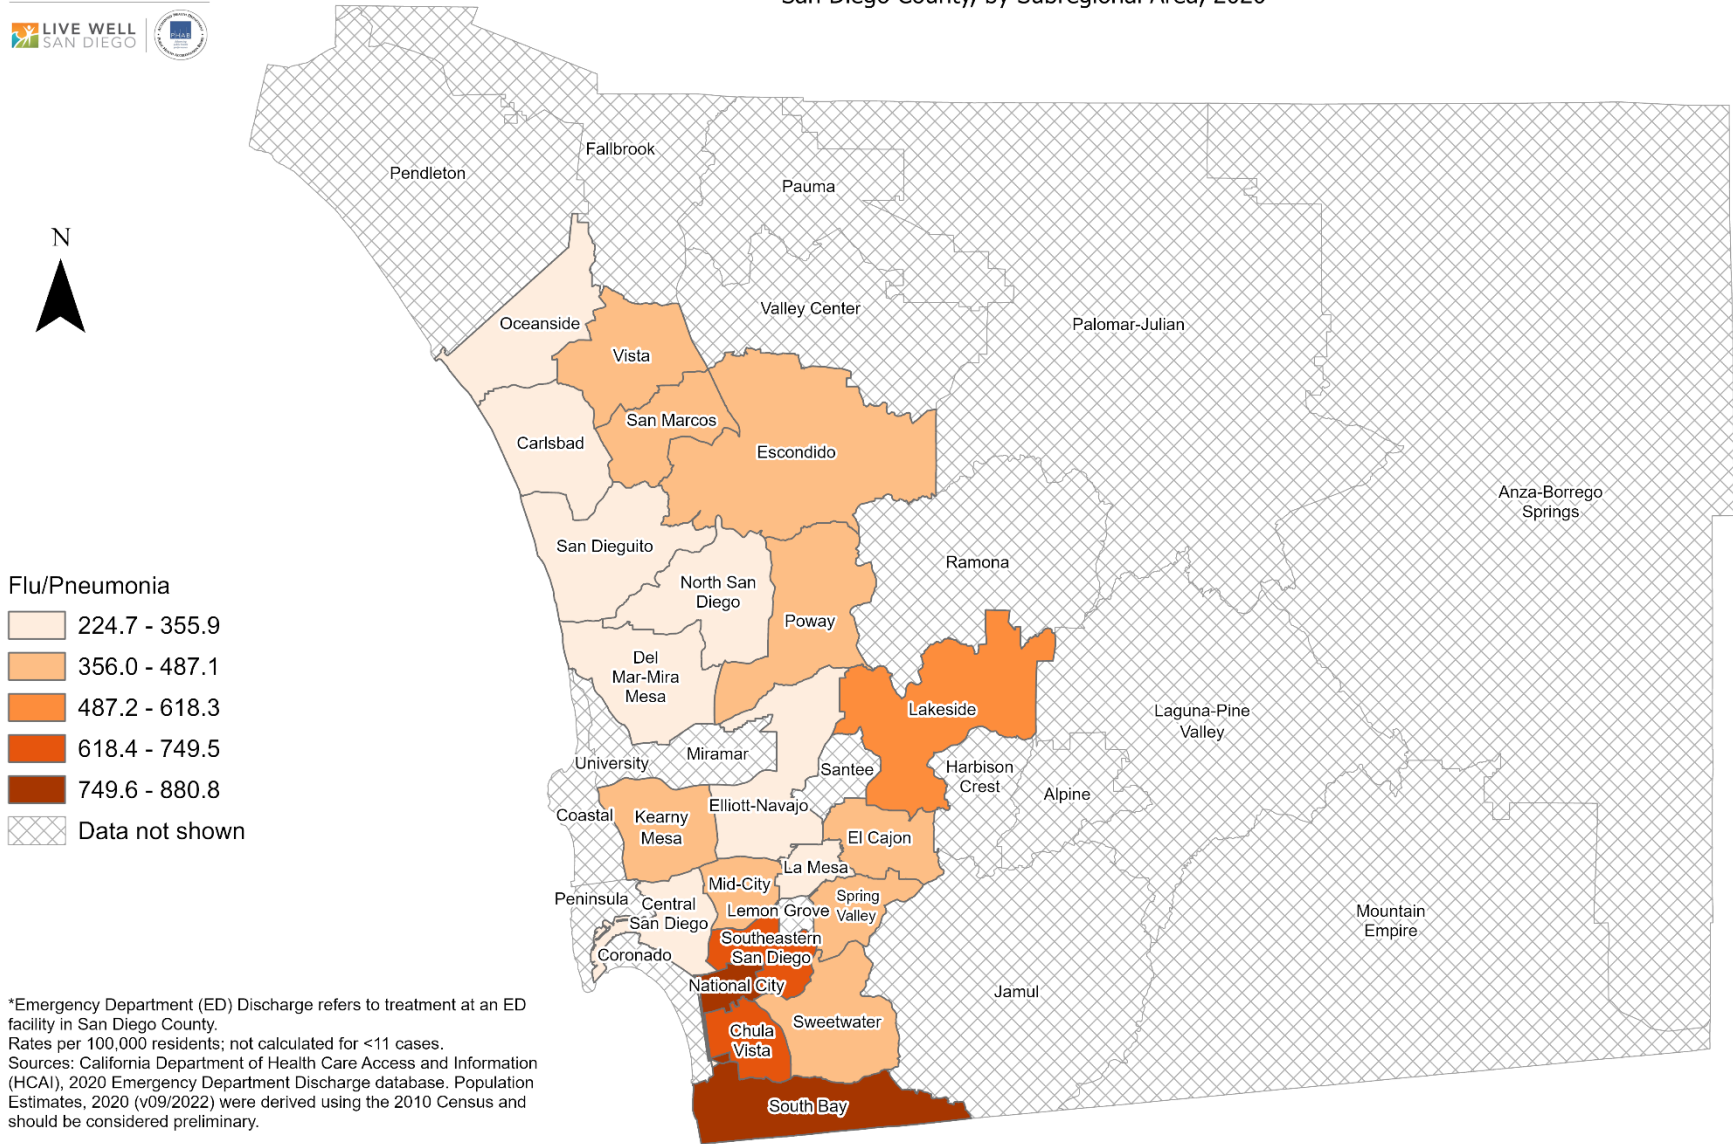 San Diego County, by Subregional Area, 2020
LIVE WELL
SAN DIEGO
PHAB
Fallbrook
Pendleton
Pauma
N
Valley Center
Oceanside
Palomar-Julian
Vista
San Marcos
Carlsbad
Escondido
Anza-Borrego
Springs
San Dieguito
Ramona
North San
Diego
Poway
Del
Mar-Mira
Mesa
Lakeside
Laguna-Pine
Valley
Miramar
University
Santee
Harbison
Crest
Alpine
Elliott-Navajo
Coastal
Kearny
Mesa
El Cajon
La Mesa
Mid-City
Peninsula
Central
San Diego
Lemon Grove
Spring
Valley
Mountain
Empire
Southeastern
San Diego
Coronado
National City
Jamul
Sweetwater
Chula
Vista
South Bay
Flu/Pneumonia
224.7 - 355.9
356.0 - 487.1
487.2 - 618.3
618.4 - 749.5
749.6 - 880.8
Data not shown
*Emergency Department (ED) Discharge refers to treatment at an ED
facility in San Diego County.
Rates per 100,000 residents; not calculated for <11 cases.
Sources: California Department of Health Care Access and Information
(HCAI), 2020 Emergency Department Discharge database. Population
Estimates, 2020 (v09/2022) were derived using the 2010 Census and
should be considered preliminary.